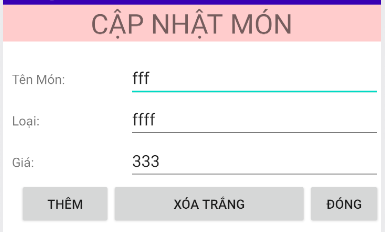 CẬP NHẬT MÓN
Tên Món: fff
Loại: ffff
Giá: 333
THÊM XÓA TRẮNG ĐÓNG